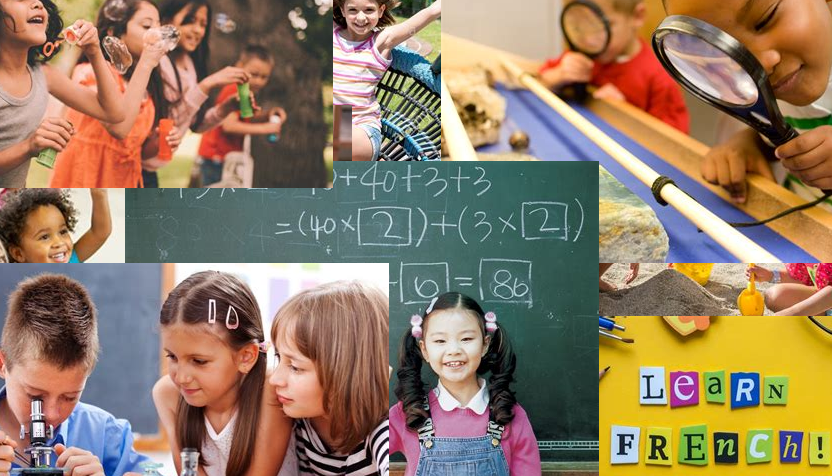 )+40+3+3
=(40×2)+(3×2)
6=86
LeARN
FRENch!